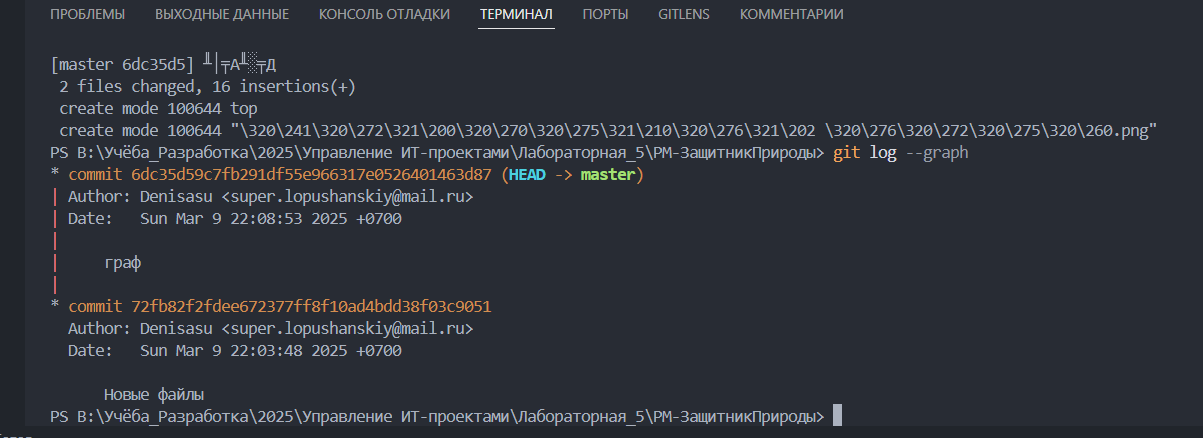 ПРОБЛЕМЫ ВЫХОДНЫЕ ДАННЫЕ КОНСОЛЬ ОТЛАДКИ ТЕРМИНАЛ ПОРТЫ GITLENS КОММЕНТАРИИ
[master 6dc35d5] ╨│╤А╨░╤Д
2 files changed, 16 insertions(+)
create mode 100644 top
create mode 100644 "\320\241\320\272\321\200\320\270\320\275\321\210\320\276\321\202 \320\276\320\272\320\275\320\260.png"
PS B:\Учёба_Разработка\2025\Управление ИТ-проектами\Лабораторная_5\PM-ЗащитникПрироды> git log --graph
* commit 6dc35d59c7fb291df55e966317e0526401463d87 (HEAD -> master)
| Author: Denisasu <super.lopushanskiy@mail.ru>
| Date:   Sun Mar 9 22:08:53 2025 +0700
|
|     граф
|
* commit 72fb82f2fdee672377ff8f10ad4bdd38f03c9051
Author: Denisasu <super.lopushanskiy@mail.ru>
Date:   Sun Mar 9 22:03:48 2025 +0700
Новые файлы
PS B:\Учёба_Разработка\2025\Управление ИТ-проектами\Лабораторная_5\PM-ЗащитникПрироды>